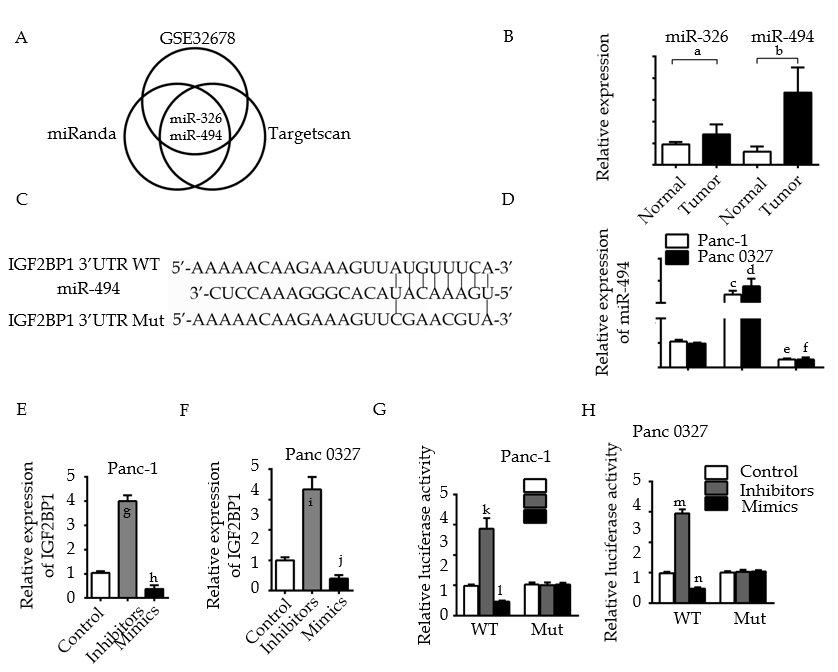 A
GSE32678
miRanda
miR-326
miR-494
Targetscan
B
miR-326 miR-494
a b
Relative expression
Normal
Tumor
Normal
Tumor
C
IGF2BP1 3′UTR WT 5′-AAAAACAAGAAAGUUAUGUUUCA-3′
miR-494 3′-CUCCAAAGGGCACAUACAAAGU-5′
IGF2BP1 3′UTR Mut 5′-AAAAACAAGAAAGUUCGAACGUA-3′
D
Panc-1
Panc 0327
Relative expression
of miR-494
c d
e f
E
Panc-1
Relative expression
of IGF2BP1
5
4
3
2
1
0
g
h
Control
Inhibitors
Mimics
F
Panc 0327
Relative expression
of IGF2BP1
5
4
3
2
1
0
i
j
Control
Inhibitors
Mimics
G
Panc-1
Relative luciferase activity
5
4
3
2
1
0
k
l
WT Mut
H
Panc 0327
Relative luciferase activity
5
4
3
2
1
0
Control
Inhibitors
Mimics
m
n
WT Mut